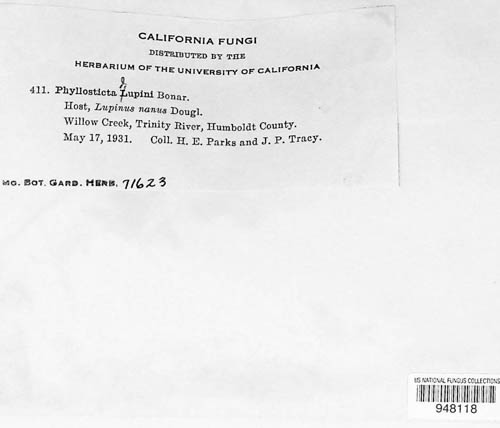 CALIFORNIA FUNGI
DISTRIBUTED BY THE
HERBARIUM OF THE UNIVERSITY OF CALIFORNIA
411. Phyllosticta Lupini Bonar.
Host, Lupinus nanus Dougl.
Willow Creek, Trinity River, Humboldt County.
May 17, 1931. Coll. H. E. Parks and J. P. Tracy.
MO. BOT. GARD. HERB. 71623
US NATIONAL FUNGUS COLLECTIONS
948118